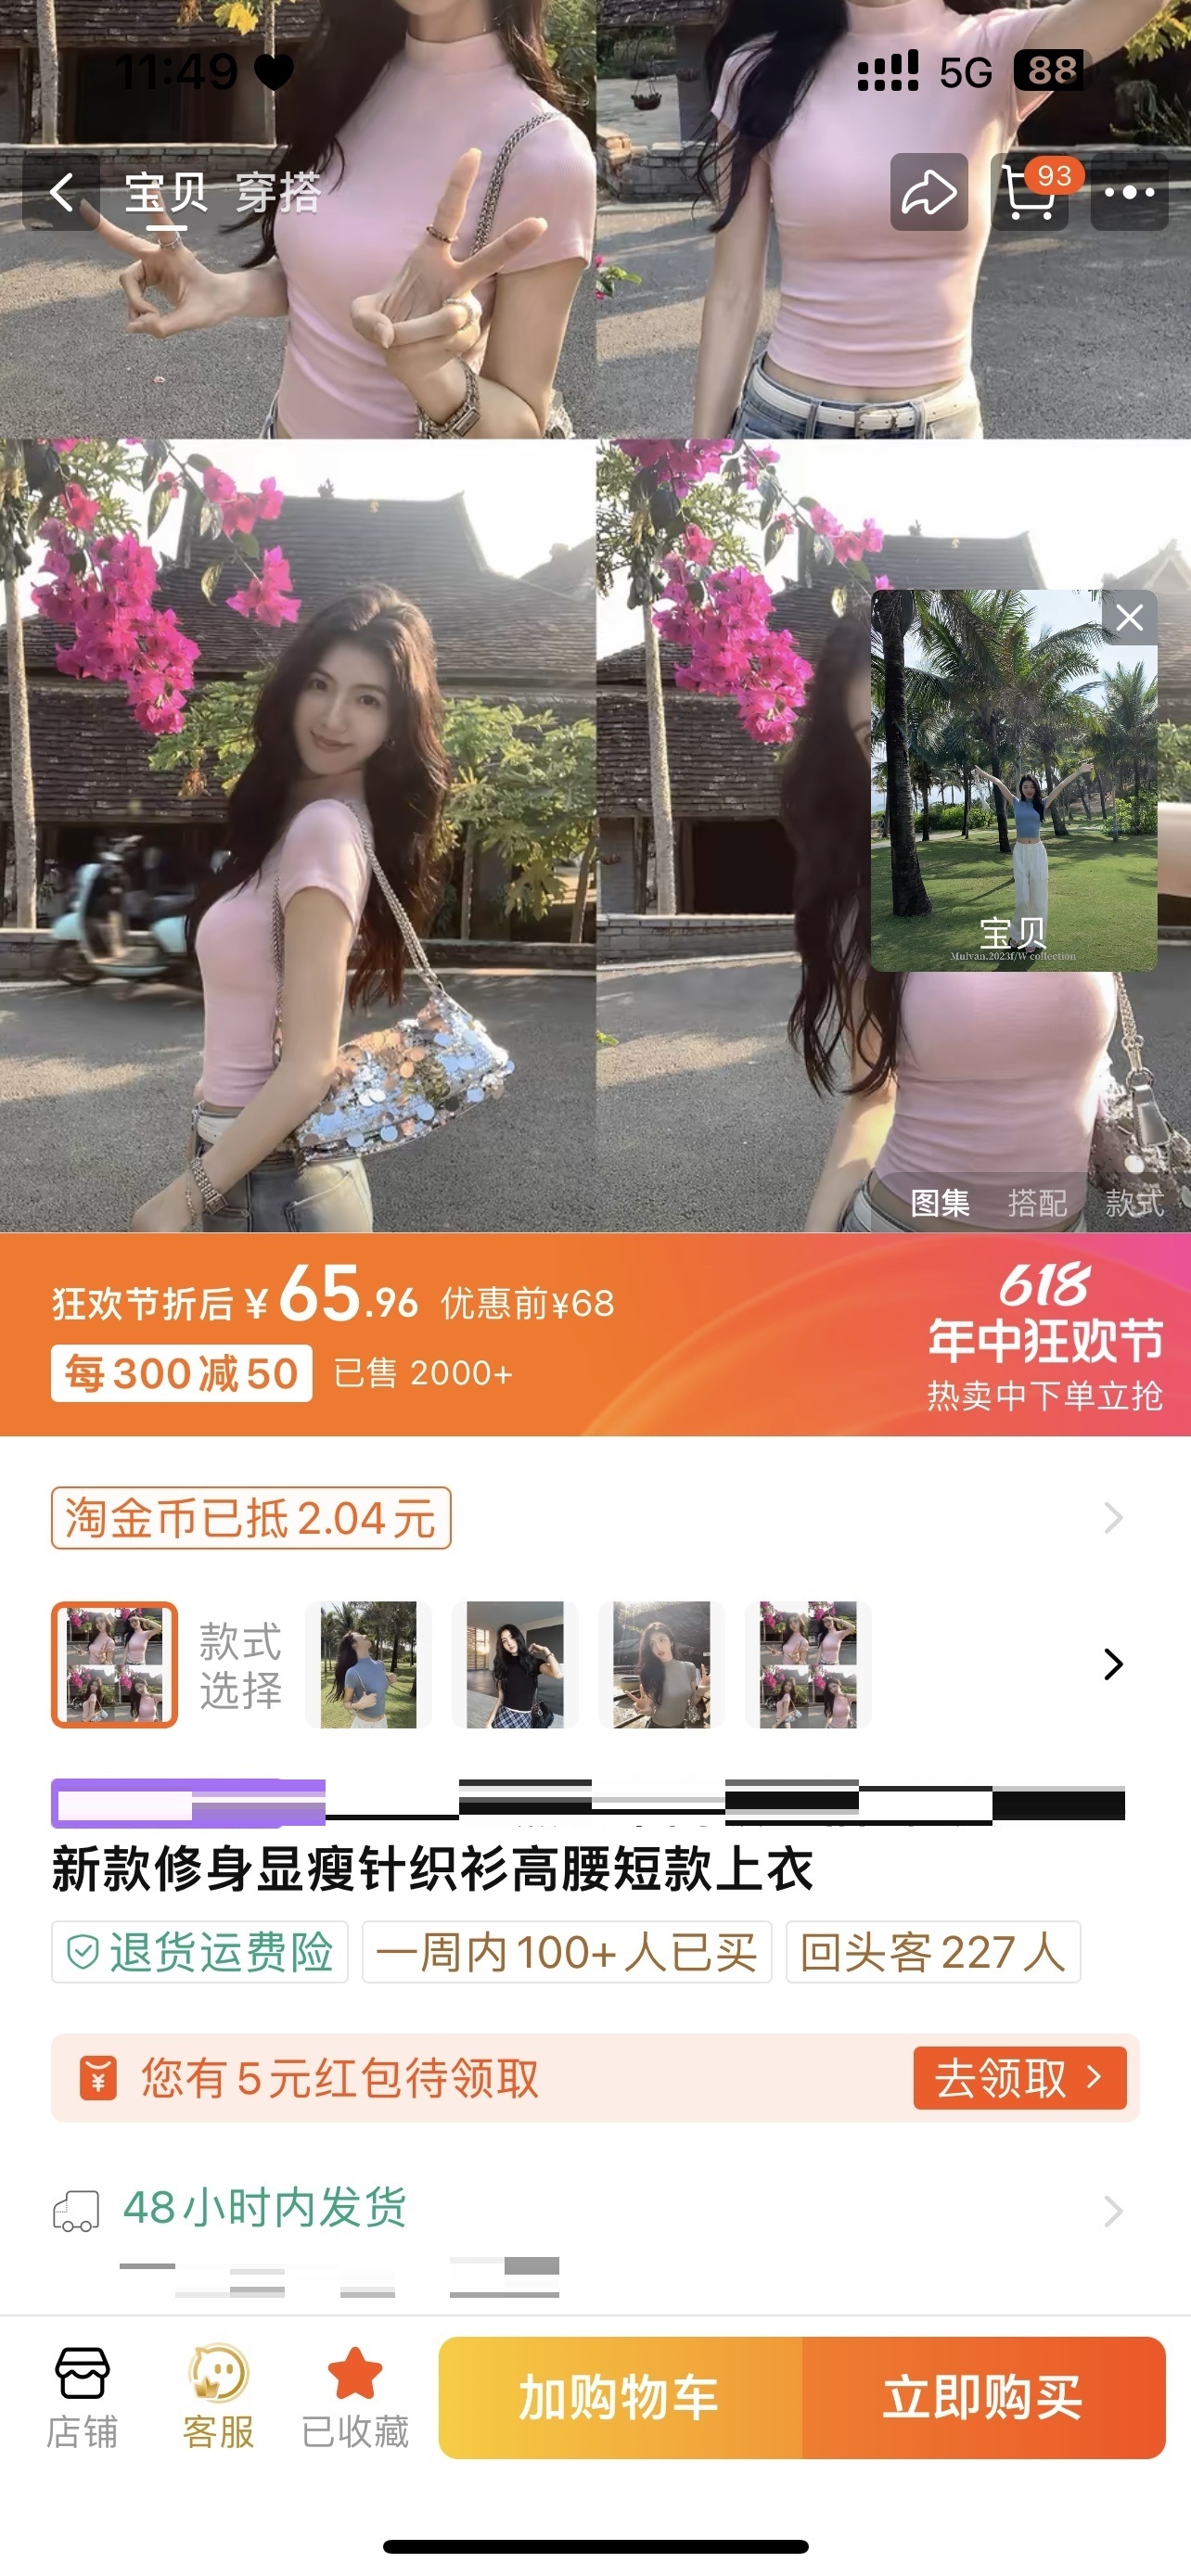 11:49
5G 88
宝贝 穿搭
93
宝贝
Mulvan.2023f/W collection
图集 搭配 款式
狂欢节折后¥65.96 优惠前¥68
618
年中狂欢节
每300减50 已售 2000+
热卖中下单立抢
淘金币已抵2.04元
款式
选择
新款修身显瘦针织衫高腰短款上衣
退货运费险 一周内100+人已买 回头客227人
您有5元红包待领取 去领取
48小时内发货
店铺 客服 已收藏 加购物车 立即购买